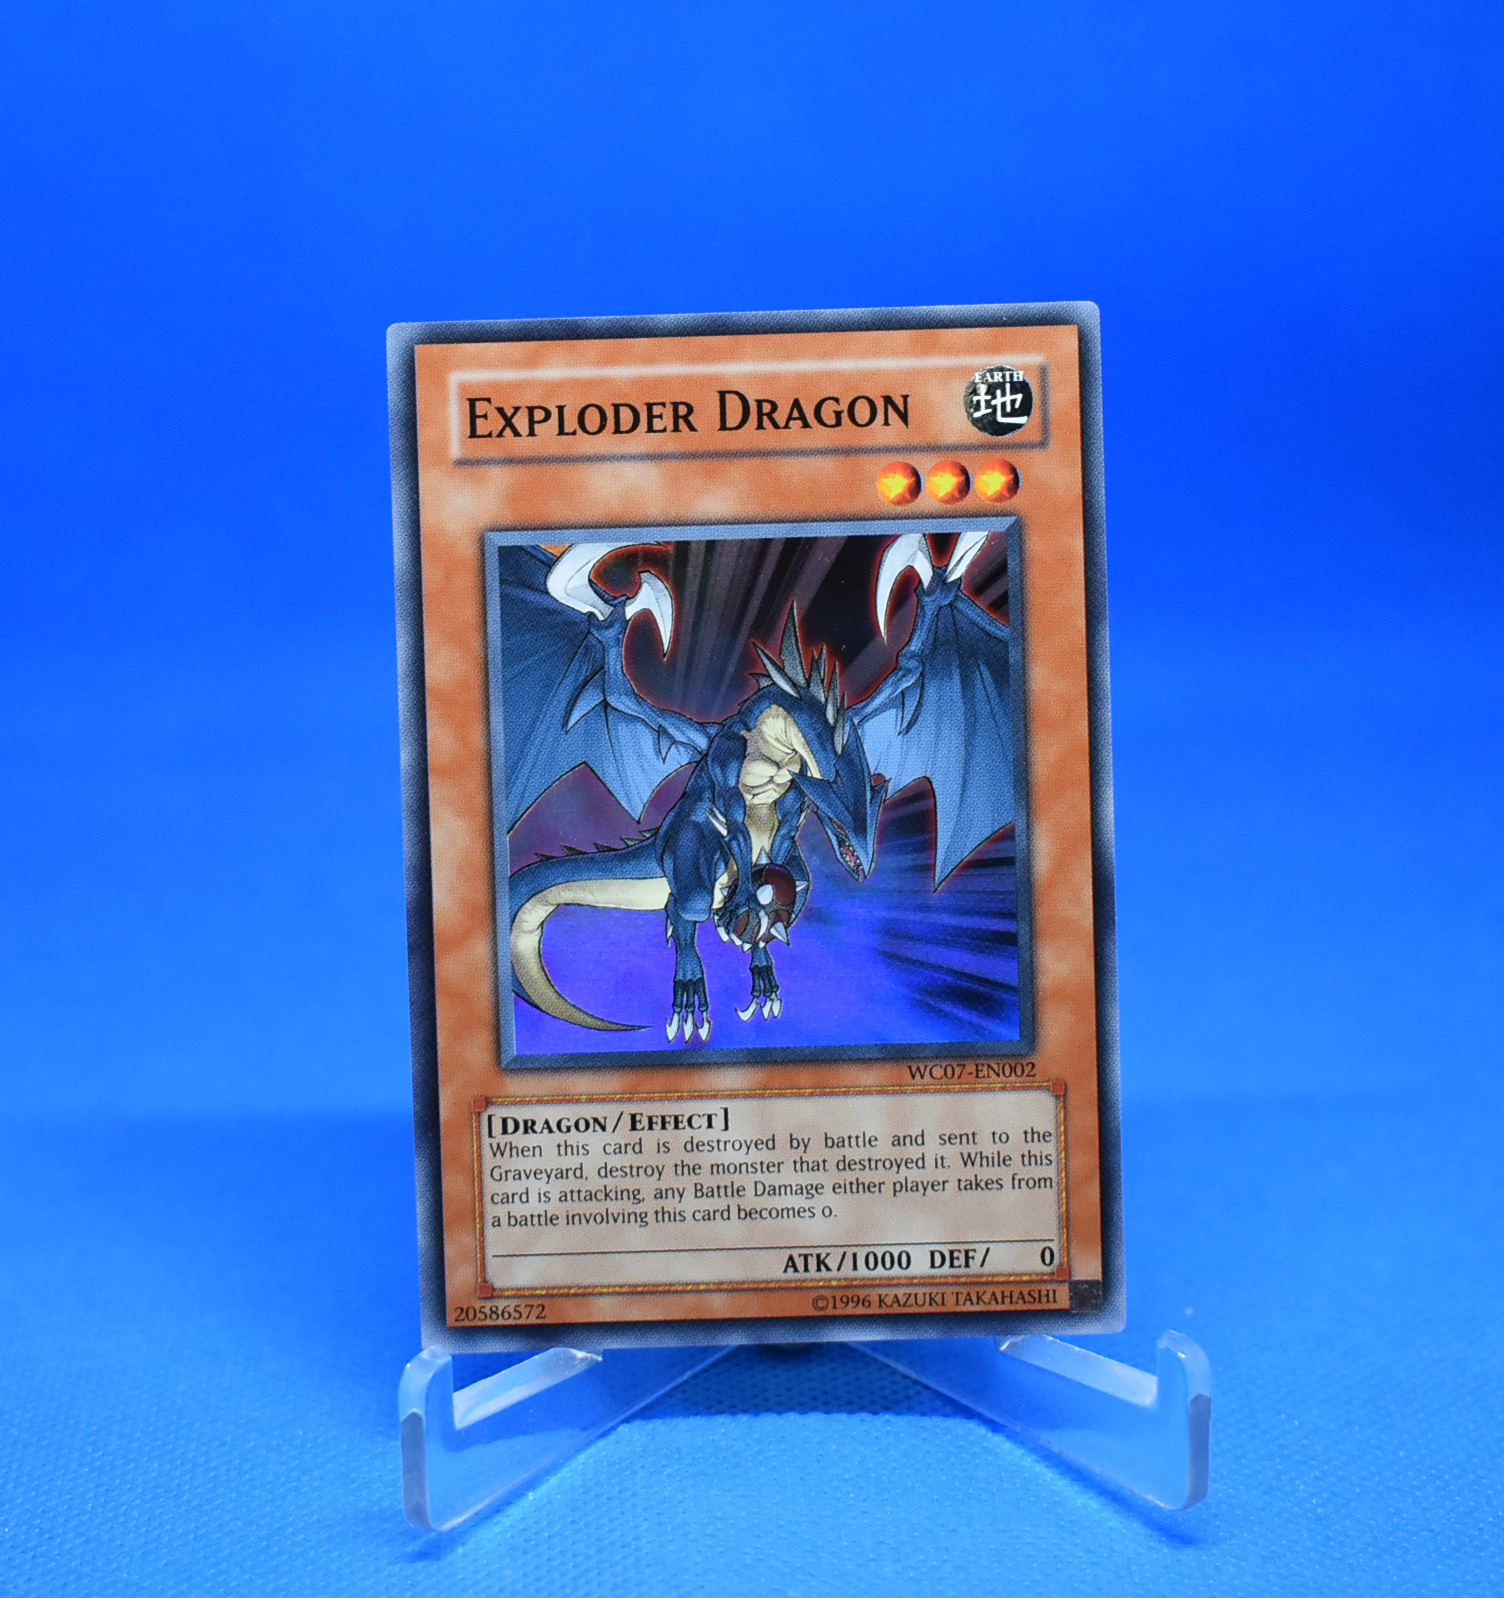 EXPLODER DRAGON
EARTH
地
WC07-EN002
[DRAGON/EFFECT]
When this card is destroyed by battle and sent to the
Graveyard, destroy the monster that destroyed it. While this
card is attacking, any Battle Damage either player takes from
a battle involving this card becomes 0.
ATK/1000 DEF/ 0
20586572
©1996 KAZUKI TAKAHASHI